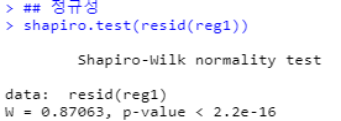 > ## 정규성
> shapiro.test(resid(reg1))
Shapiro-Wilk normality test
data:  resid(reg1)
W = 0.87063, p-value < 2.2e-16